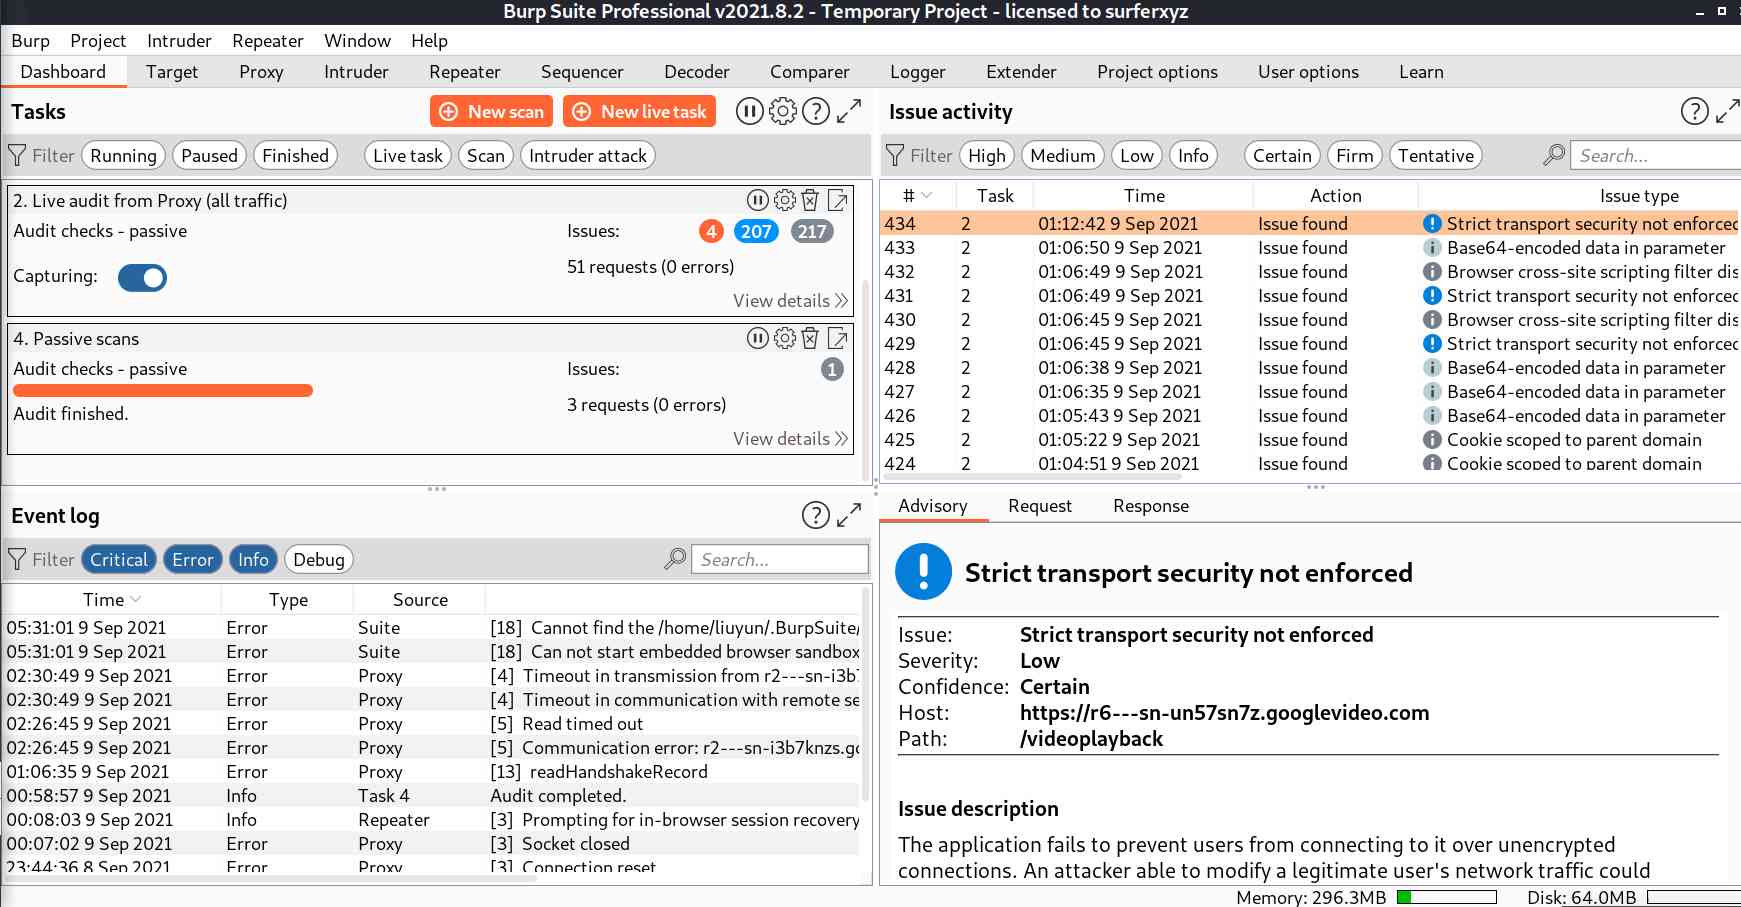 Burp Suite Professional v2021.8.2 - Temporary Project - licensed to surferxyz
Burp Project Intruder Repeater Window Help
Dashboard Target Proxy Intruder Repeater Sequencer Decoder Comparer Logger Extender Project options User options Learn
Tasks
New scan
New live task
Filter Running Paused Finished Live task Scan Intruder attack
2. Live audit from Proxy (all traffic)
Audit checks - passive
Issues: 4 207 217
Capturing:
51 requests (0 errors)
View details
4. Passive scans
Audit checks - passive
Issues: 1
Audit finished.
3 requests (0 errors)
View details
Event log
Filter Critical Error Info Debug Search...
Time Type Source
05:31:01 9 Sep 2021 Error Suite [18] Cannot find the /home/liuyun/.BurpSuite/
05:31:01 9 Sep 2021 Error Suite [18] Can not start embedded browser sandbox
02:30:49 9 Sep 2021 Error Proxy [4] Timeout in transmission from r2---sn-i3b7
02:30:49 9 Sep 2021 Error Proxy [4] Timeout in communication with remote se
02:26:45 9 Sep 2021 Error Proxy [5] Read timed out
02:26:45 9 Sep 2021 Error Proxy [5] Communication error: r2---sn-i3b7knzs.go
01:06:35 9 Sep 2021 Error Proxy [13] readHandshakeRecord
00:58:57 9 Sep 2021 Info Task 4 Audit completed.
00:08:03 9 Sep 2021 Info Repeater [3] Prompting for in-browser session recovery
00:07:02 9 Sep 2021 Error Proxy [3] Socket closed
23:44:36 8 Sep 2021 Error Proxy [3] Connection reset
Issue activity
Filter High Medium Low Info Certain Firm Tentative Search...
# Task Time Action Issue type
434 2 01:12:42 9 Sep 2021 Issue found Strict transport security not enforced
433 2 01:06:50 9 Sep 2021 Issue found Base64-encoded data in parameter
432 2 01:06:49 9 Sep 2021 Issue found Browser cross-site scripting filter dis
431 2 01:06:49 9 Sep 2021 Issue found Strict transport security not enforced
430 2 01:06:45 9 Sep 2021 Issue found Browser cross-site scripting filter dis
429 2 01:06:45 9 Sep 2021 Issue found Strict transport security not enforced
428 2 01:06:38 9 Sep 2021 Issue found Base64-encoded data in parameter
427 2 01:06:35 9 Sep 2021 Issue found Base64-encoded data in parameter
426 2 01:05:43 9 Sep 2021 Issue found Base64-encoded data in parameter
425 2 01:05:22 9 Sep 2021 Issue found Cookie scoped to parent domain
424 2 01:04:51 9 Sep 2021 Issue found Cookie scoped to parent domain
Advisory Request Response
Strict transport security not enforced
Issue: Strict transport security not enforced
Severity: Low
Confidence: Certain
Host: https://r6---sn-un57sn7z.googlevideo.com
Path: /videoplayback
Issue description
The application fails to prevent users from connecting to it over unencrypted
connections. An attacker able to modify a legitimate user's network traffic could
Memory: 296.3MB Disk: 64.0MB